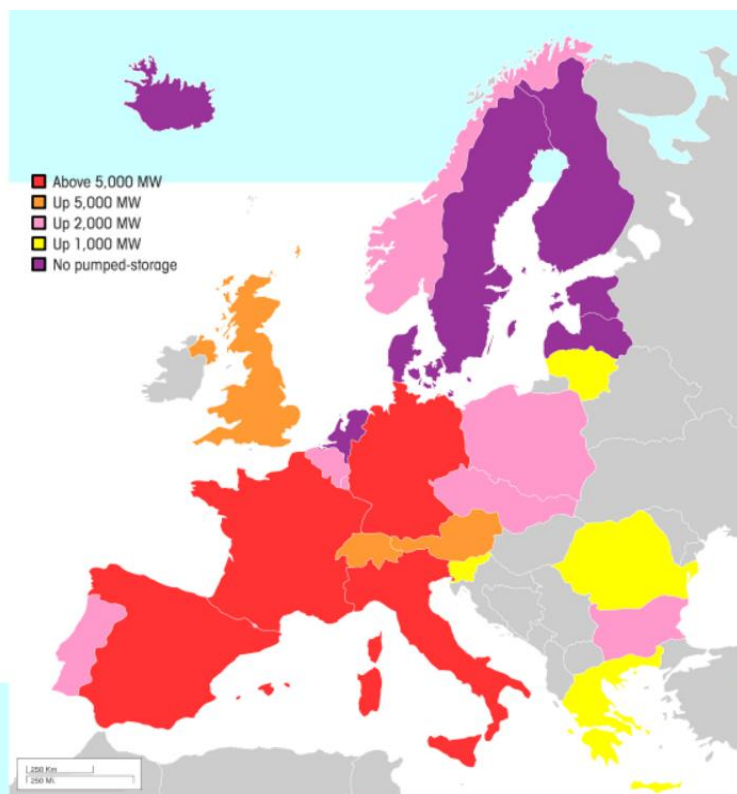 Above 5,000 MW
Up 5,000 MW
Up 2,000 MW
Up 1,000 MW
No pumped-storage
250 Km
250 Mi.